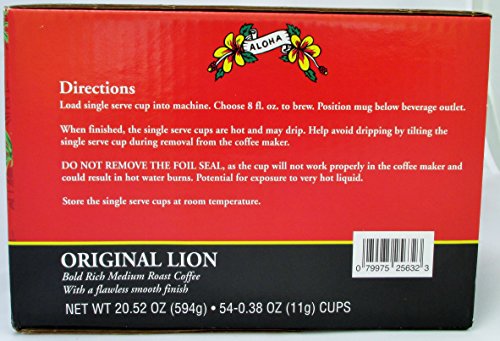 ALOHA
Directions
Load single serve cup into machine. Choose 8 fl. oz. to brew. Position mug below beverage outlet.
When finished, the single serve cups are hot and may drip. Help avoid dripping by tilting the
single serve cup during removal from the coffee maker.
DO NOT REMOVE THE FOIL SEAL, as the cup will not work properly in the coffee maker and
could result in hot water burns. Potential for exposure to very hot liquid.
Store the single serve cups at room temperature.
ORIGINAL LION
Bold Rich Medium Roast Coffee
With a flawless smooth finish
NET WT 20.52 OZ (594g) • 54-0.38 OZ (11g) CUPS
0 79975 25632 3